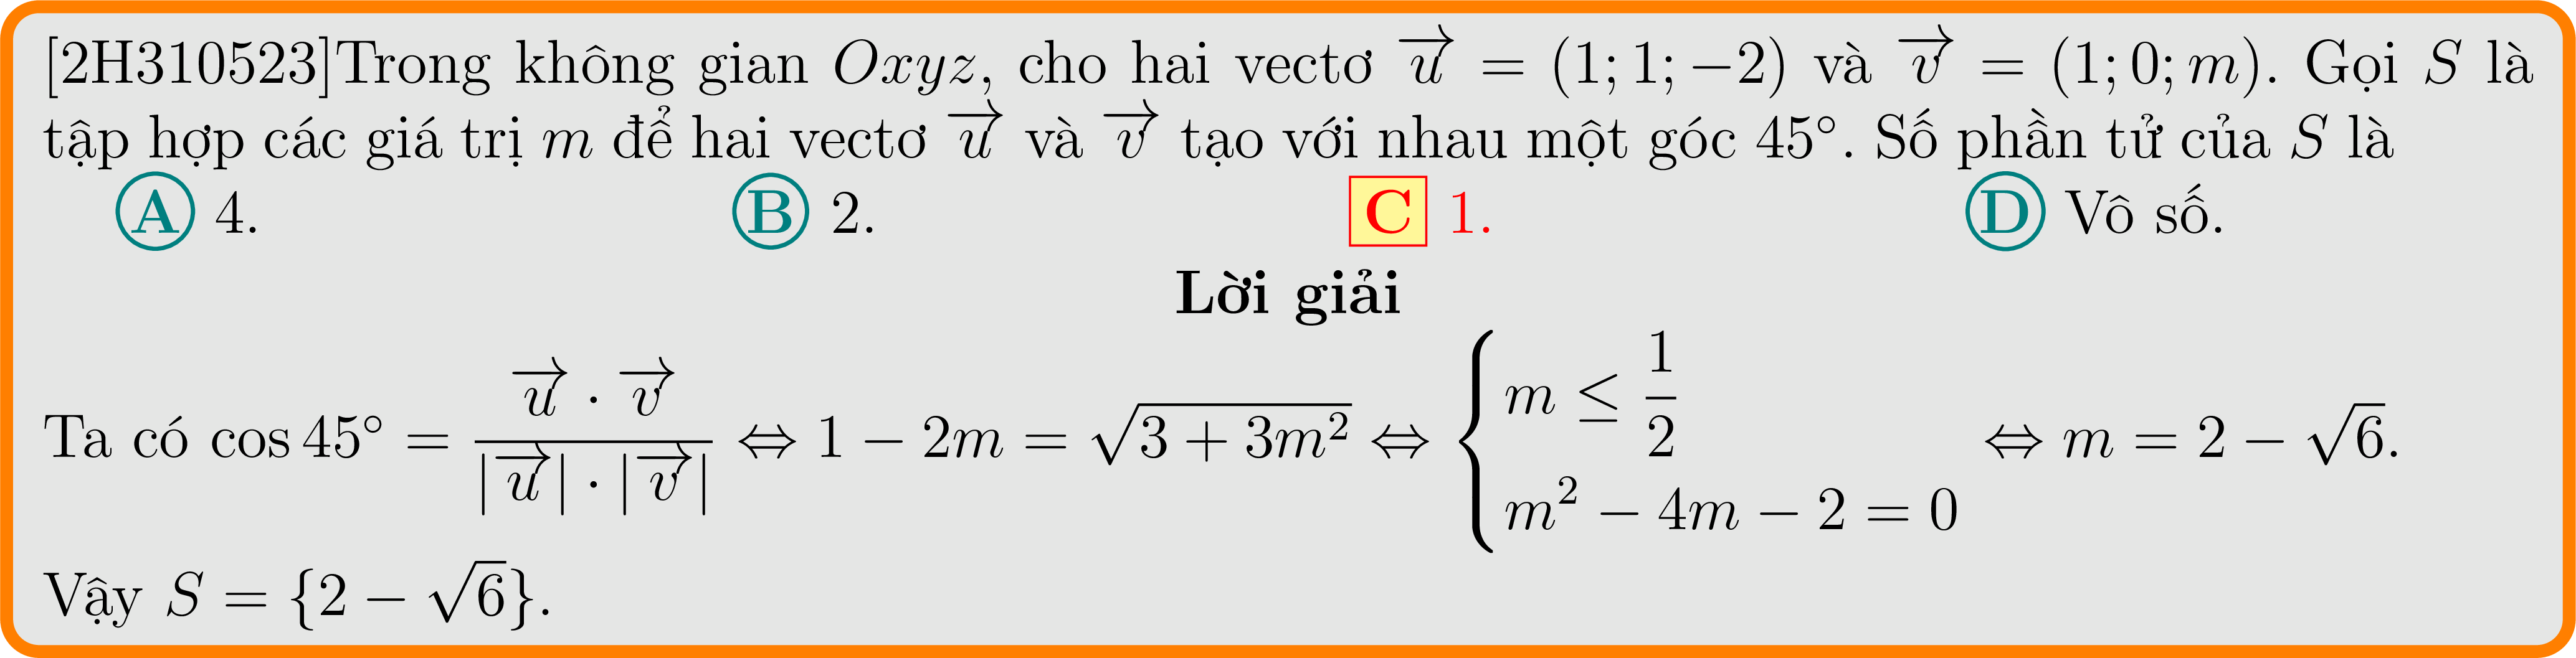 [2H310523]Trong không gian Oxyz, cho hai vectơ $\overrightarrow{u} = (1; 1; -2)$ và $\overrightarrow{v} = (1; 0; m)$. Gọi S là
tập hợp các giá trị m để hai vectơ $\overrightarrow{u}$ và $\overrightarrow{v}$ tạo với nhau một góc 45°. Số phần tử của S là
A 4. B 2. C 1. D Vô số.
Lời giải
Ta có $\cos 45^\circ = \dfrac{\overrightarrow{u} \cdot \overrightarrow{v}}{|\overrightarrow{u}| \cdot |\overrightarrow{v}|} \Leftrightarrow 1 - 2m = \sqrt{3 + 3m^2} \Leftrightarrow \begin{cases} m \leq \dfrac{1}{2} \\ m^2 - 4m - 2 = 0 \end{cases} \Leftrightarrow m = 2 - \sqrt{6}.$
Vậy $S = \{2 - \sqrt{6}\}$.